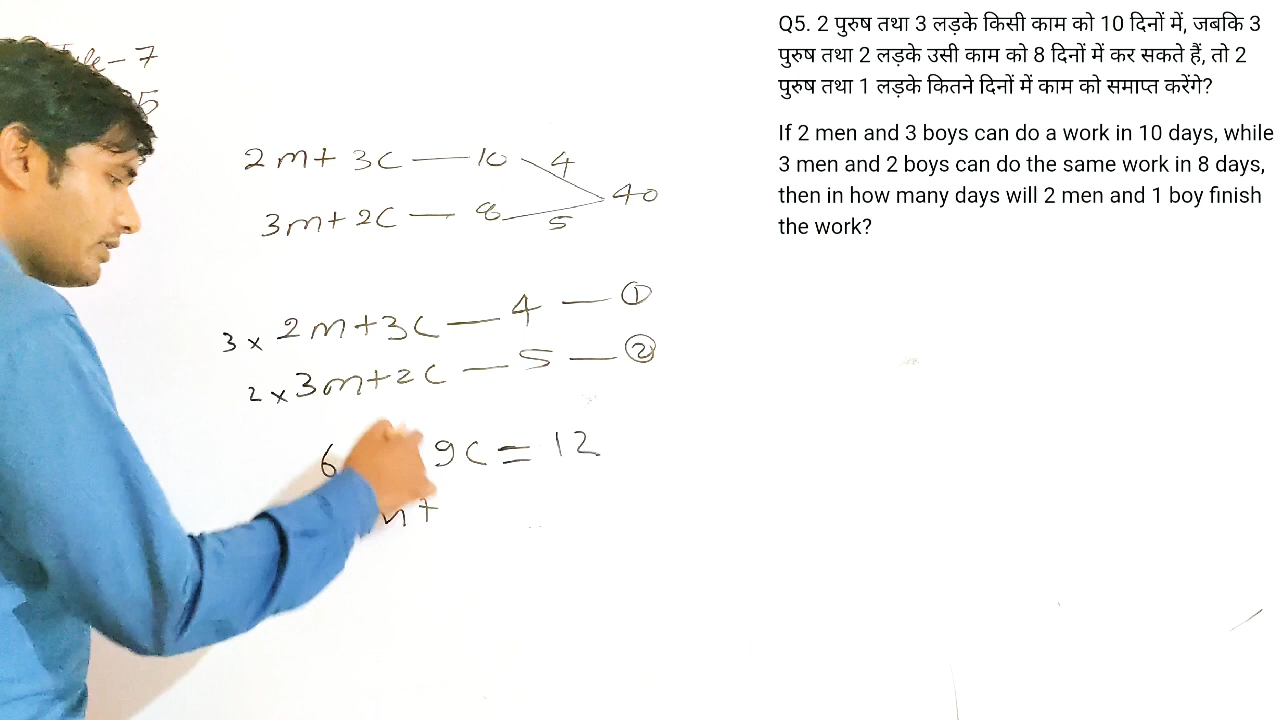 – 7
5
2m + 3c — 10 4
40
3m + 2c — 8 5
3 × 2m + 3c — 4 — ①
2 × 3m + 2c — 5 — ②
6 9c = 12
m +
Q5. 2 पुरुष तथा 3 लड़के किसी काम को 10 दिनों में, जबकि 3
पुरुष तथा 2 लड़के उसी काम को 8 दिनों में कर सकते हैं, तो 2
पुरुष तथा 1 लड़के कितने दिनों में काम को समाप्त करेंगे?
If 2 men and 3 boys can do a work in 10 days, while
3 men and 2 boys can do the same work in 8 days,
then in how many days will 2 men and 1 boy finish
the work?